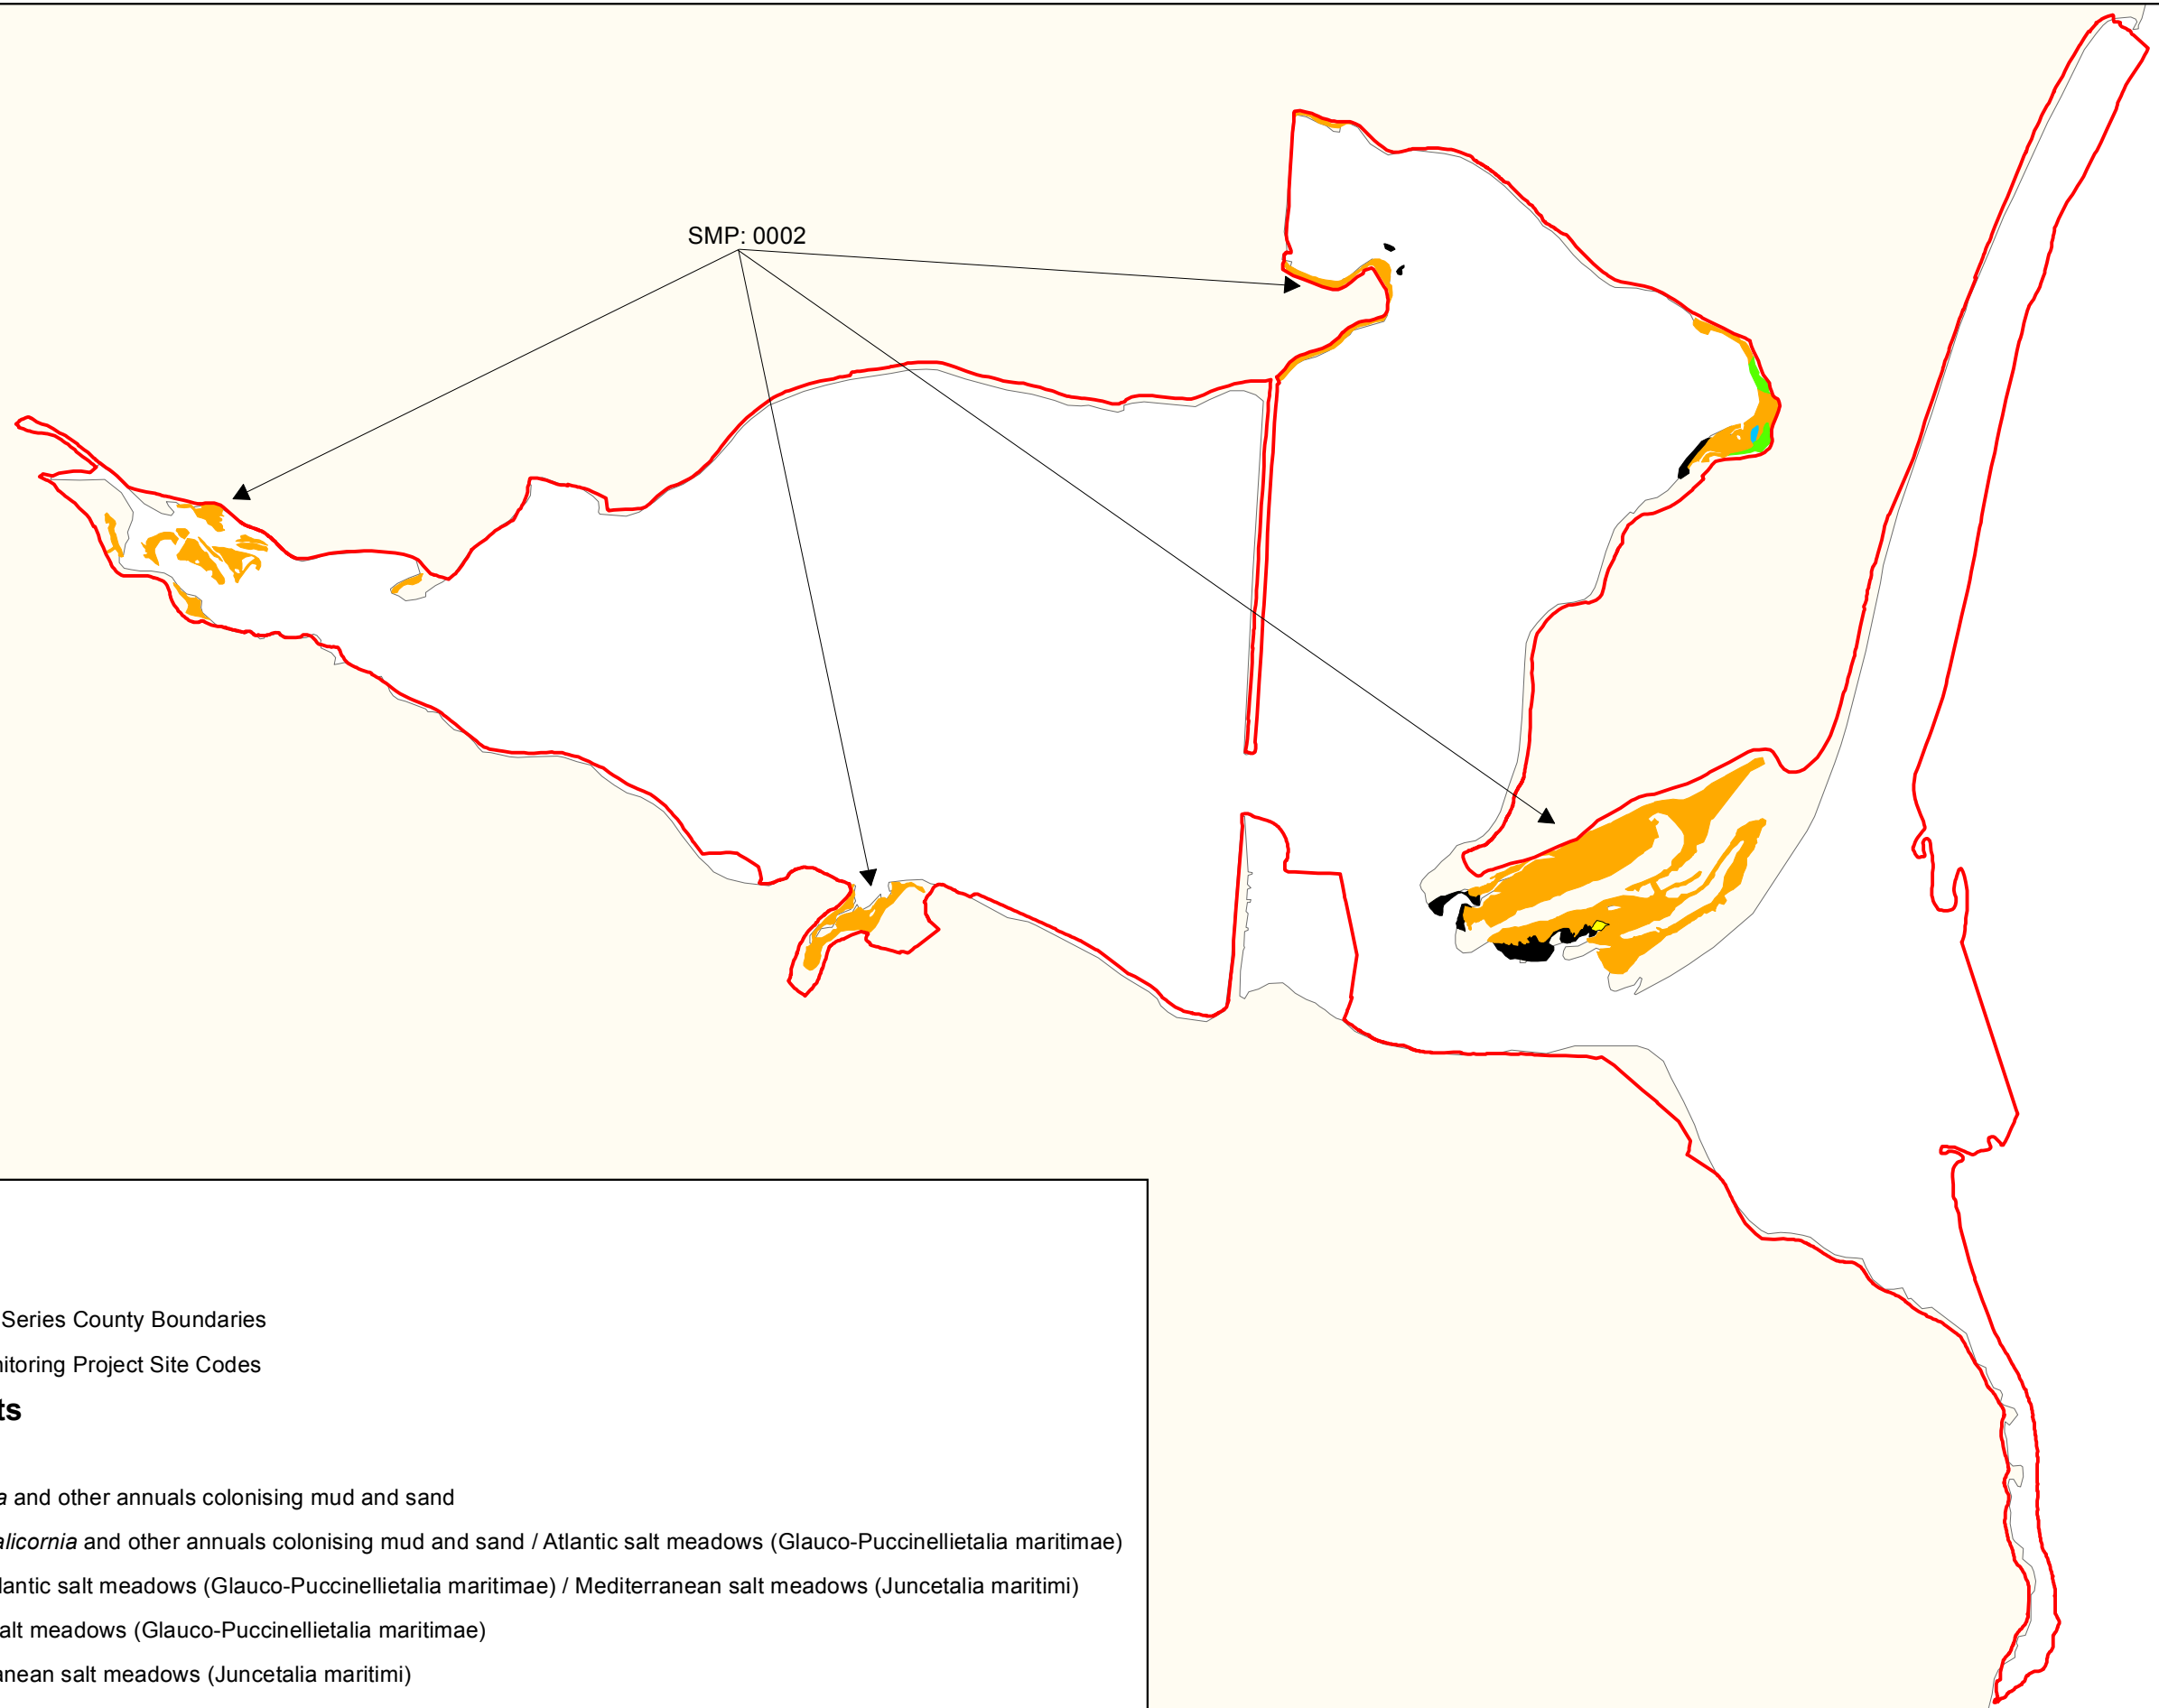 SMP: 0002
Series County Boundaries
nitoring Project Site Codes
ts
a and other annuals colonising mud and sand
alicornia and other annuals colonising mud and sand / Atlantic salt meadows (Glauco-Puccinellietalia maritimae)
lantic salt meadows (Glauco-Puccinellietalia maritimae) / Mediterranean salt meadows (Juncetalia maritimi)
alt meadows (Glauco-Puccinellietalia maritimae)
anean salt meadows (Juncetalia maritimi)